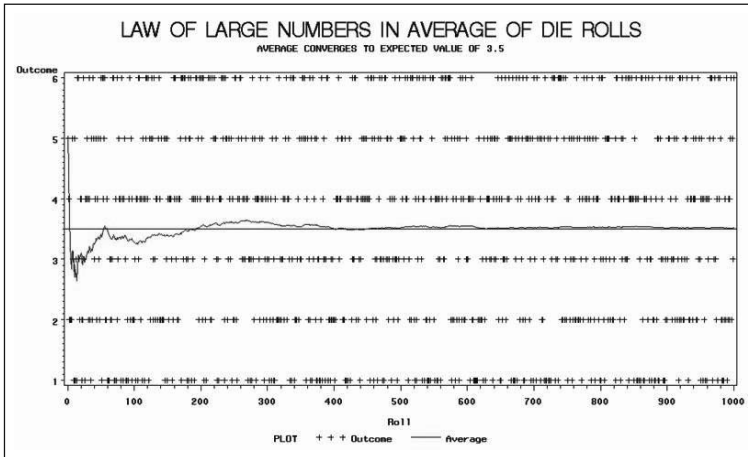 LAW OF LARGE NUMBERS IN AVERAGE OF DIE ROLLS
AVERAGE CONVERGES TO EXPECTED VALUE OF 3.5
Outcome
6
5
4
3
2
1
0 100 200 300 400 500 600 700 800 900 1000
Roll
PLOT + + + Outcome Average